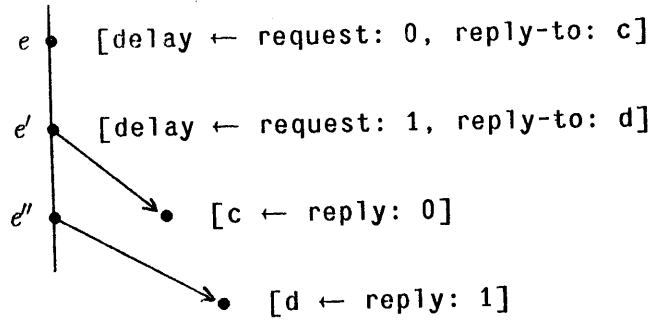 e [delay ← request: 0, reply-to: c]
e′ [delay ← request: 1, reply-to: d]
e″ [c ← reply: 0]
[d ← reply: 1]